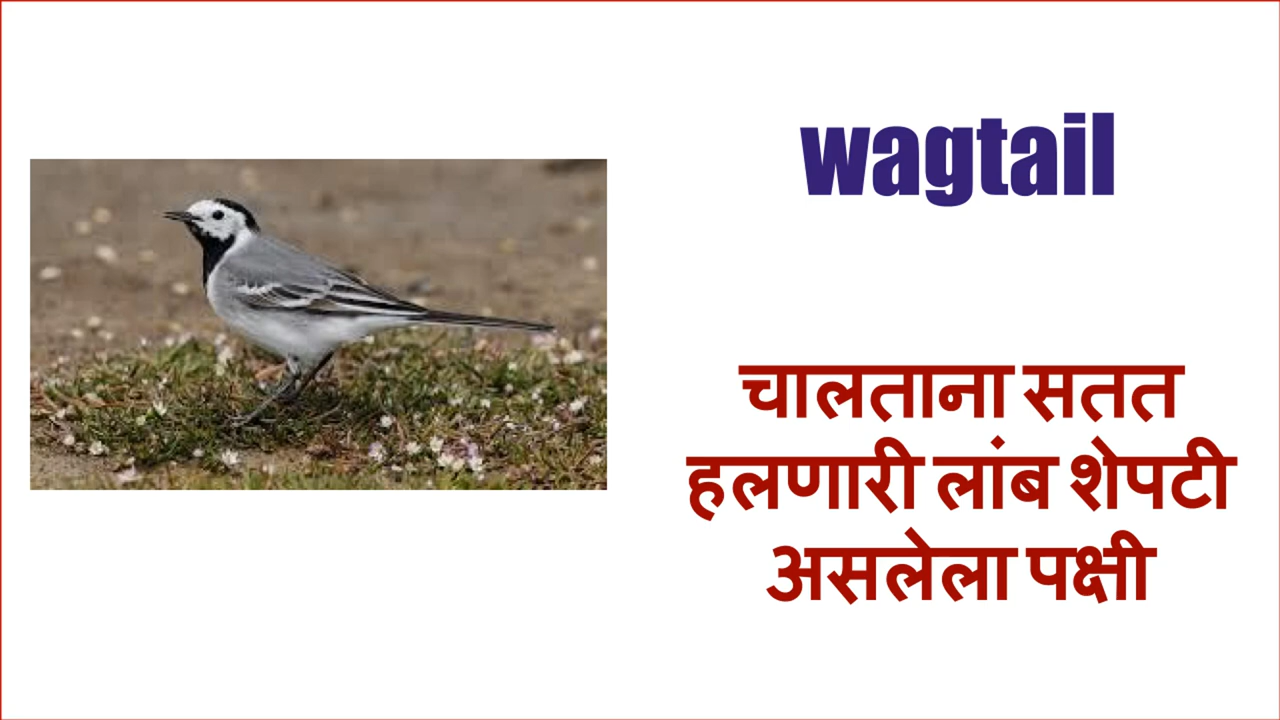 wagtail
चालताना सतत
हलणारी लांब शेपटी
असलेला पक्षी